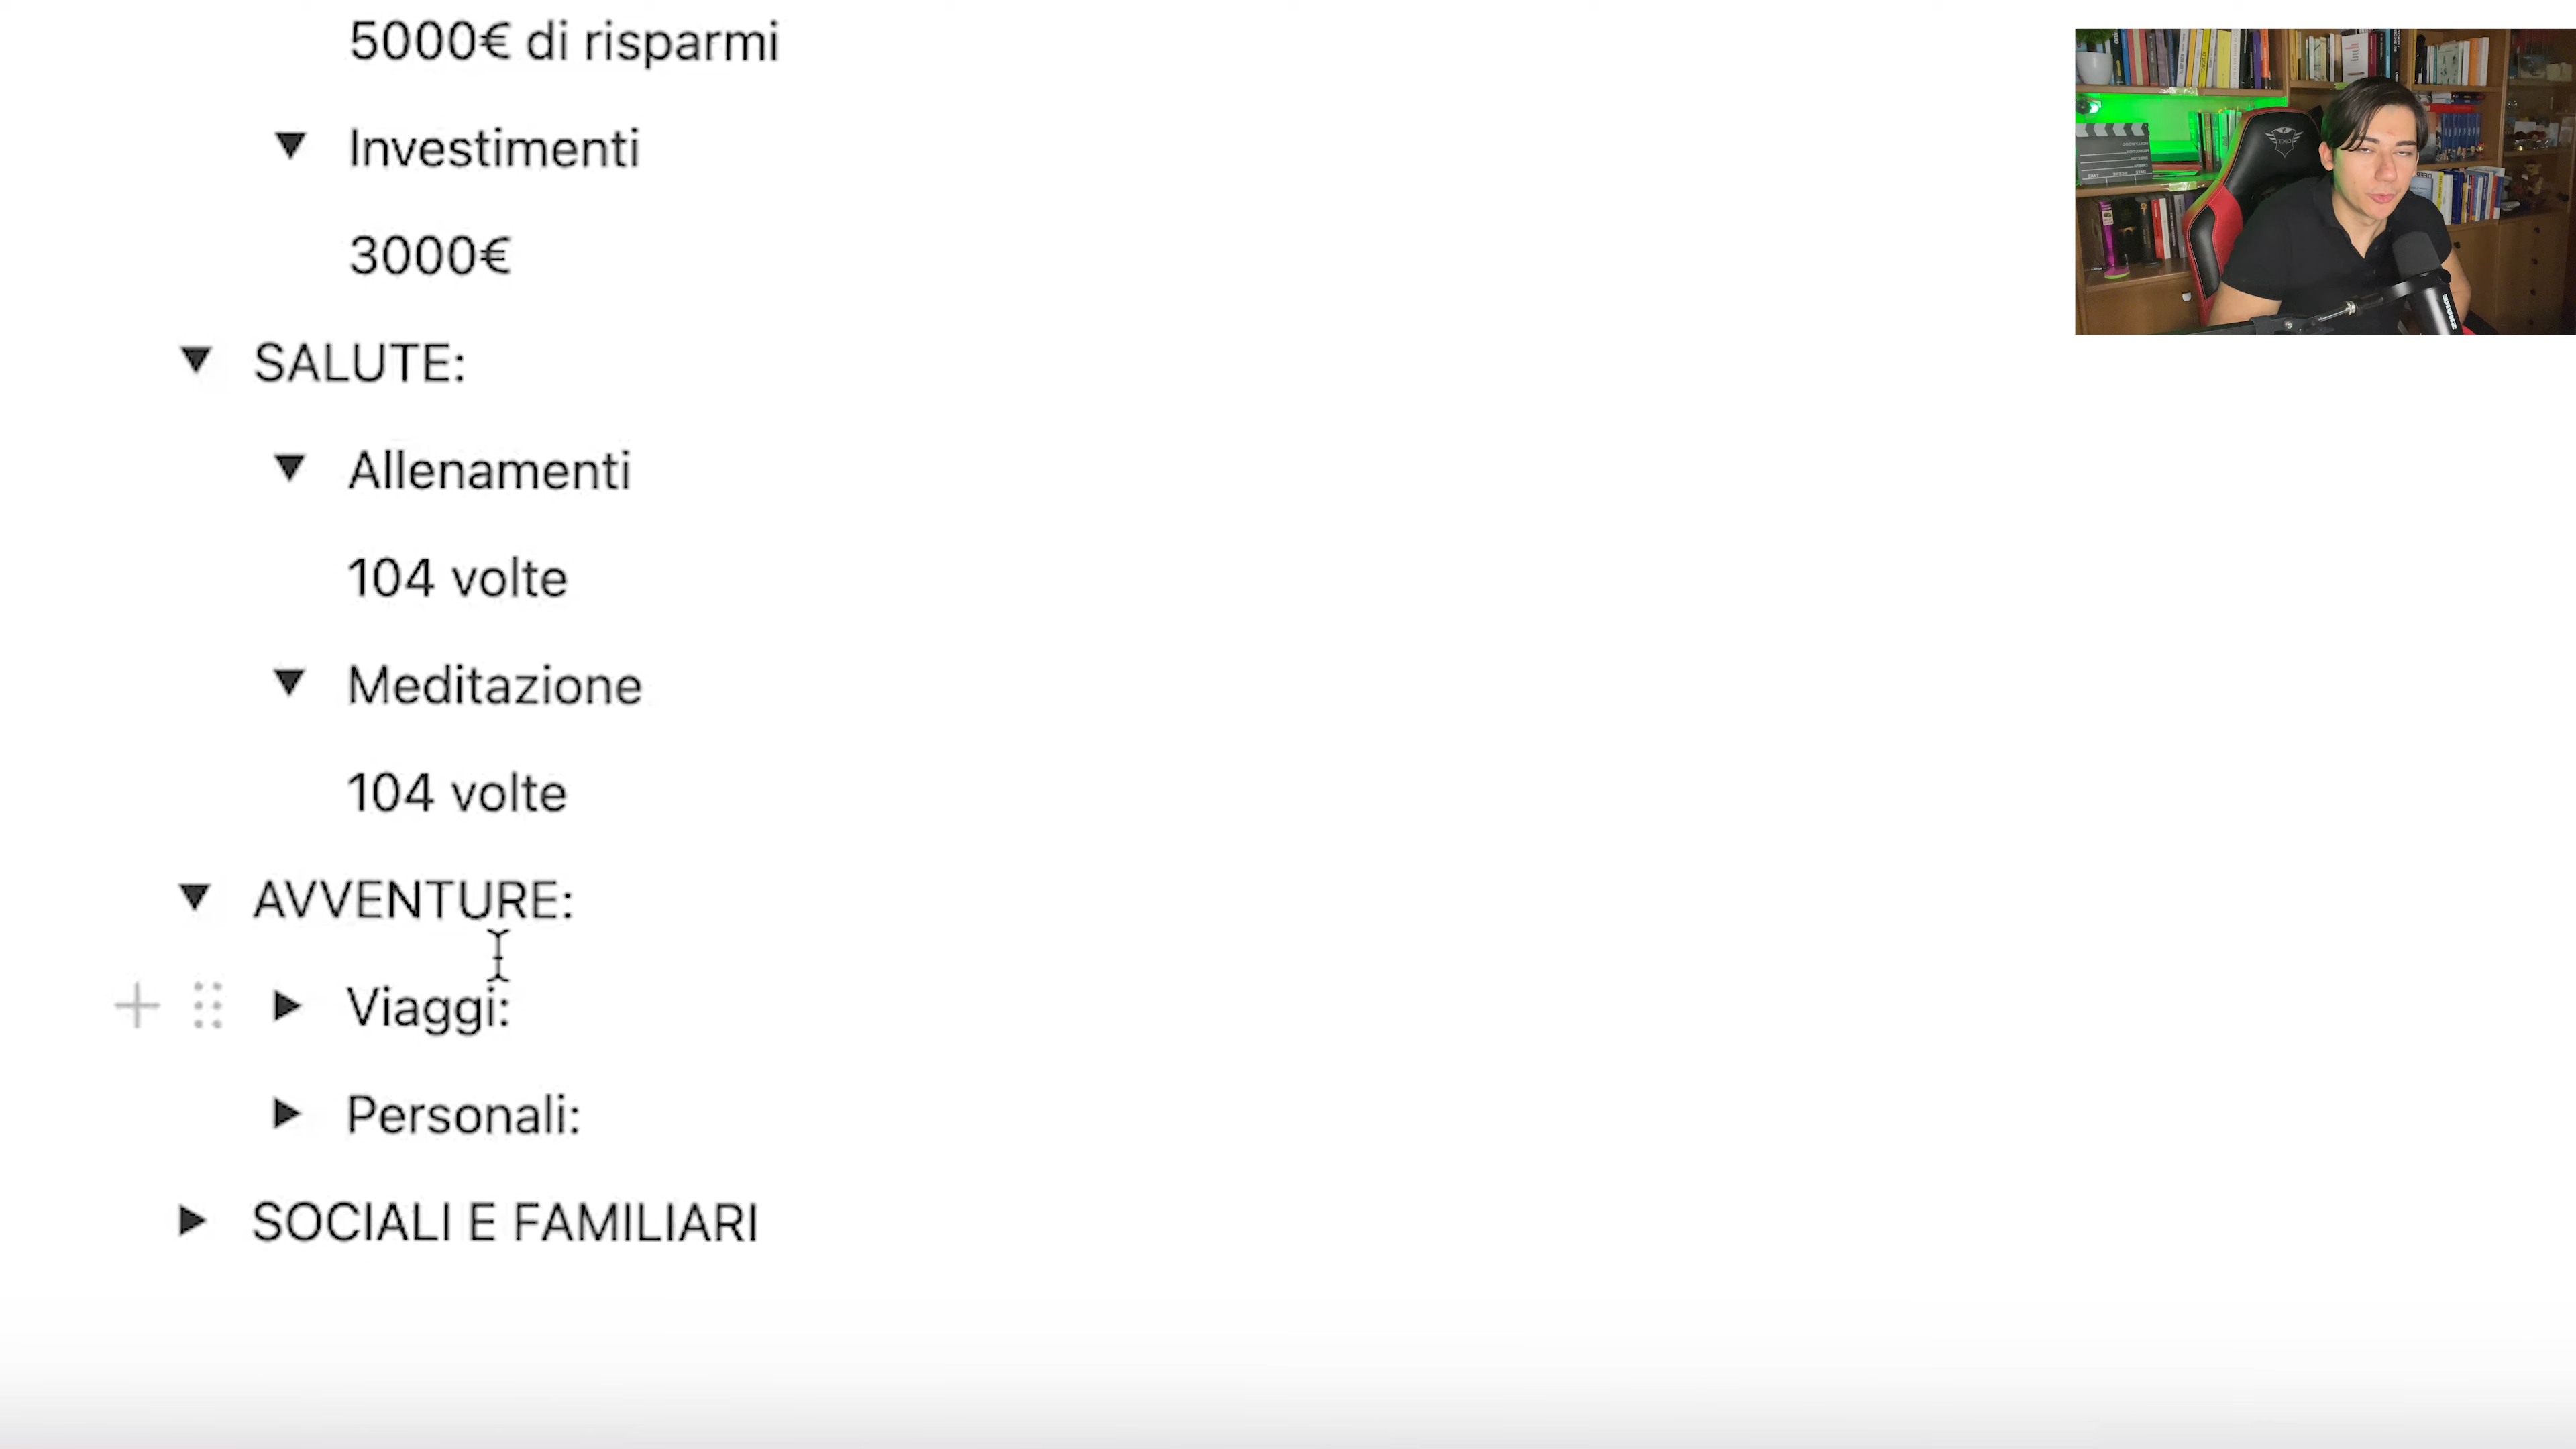 5000€ di risparmi
Investimenti
3000€
SALUTE:
Allenamenti
104 volte
Meditazione
104 volte
AVVENTURE:
Viaggi:
Personali:
SOCIALI E FAMILIARI